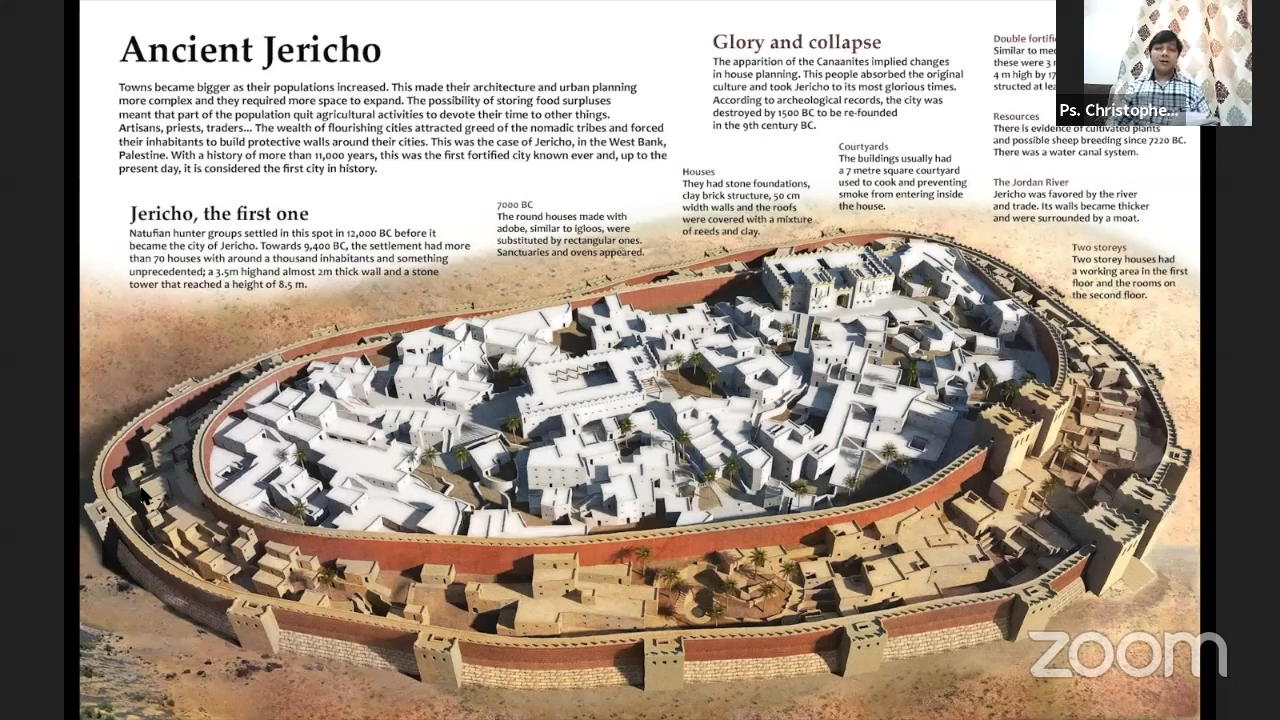 Ancient Jericho
Towns became bigger as their populations increased. This made their architecture and urban planning
more complex and they required more space to expand. The possibility of storing food surpluses
meant that part of the population quit agricultural activities to devote their time to other things.
Artisans, priests, traders... The wealth of flourishing cities attracted greed of the nomadic tribes and forced
their inhabitants to build protective walls around their cities. This was the case of Jericho, in the West Bank,
Palestine. With a history of more than 11,000 years, this was the first fortified city known ever and, up to the
present day, it is considered the first city in history.
Jericho, the first one
Natufian hunter groups settled in this spot in 12,000 BC before it
became the city of Jericho. Towards 9,400 BC, the settlement had more
than 70 houses with around a thousand inhabitants and something
unprecedented; a 3.5m highand almost 2m thick wall and a stone
tower that reached a height of 8.5 m.
7000 BC
The round houses made with
adobe, similar to igloos, were
substituted by rectangular ones.
Sanctuaries and ovens appeared.
Glory and collapse
The apparition of the Canaanites implied changes
in house planning. This people absorbed the original
culture and took Jericho to its most glorious times.
According to archeological records, the city was
destroyed by 1500 BC to be re-founded
in the 9th century BC.
Houses
They had stone foundations,
clay brick structure, 50 cm
width walls and the roofs
were covered with a mixture
of reeds and clay.
Courtyards
The buildings usually had
a 7 metre square courtyard
used to cook and preventing
smoke from entering inside
the house.
Double
Similar to
these were 3
4 m high by
structed at
Resources
There is evidence of cultivated plants
and possible sheep breeding since 7220 BC.
There was a water canal system.
The Jordan River
Jericho was favored by the river
and trade. Its walls became thicker
and were surrounded by a moat.
Two storeys
Two storey houses had
a working area in the first
floor and the rooms on
the second floor.
Ps. Christophe...
zoom